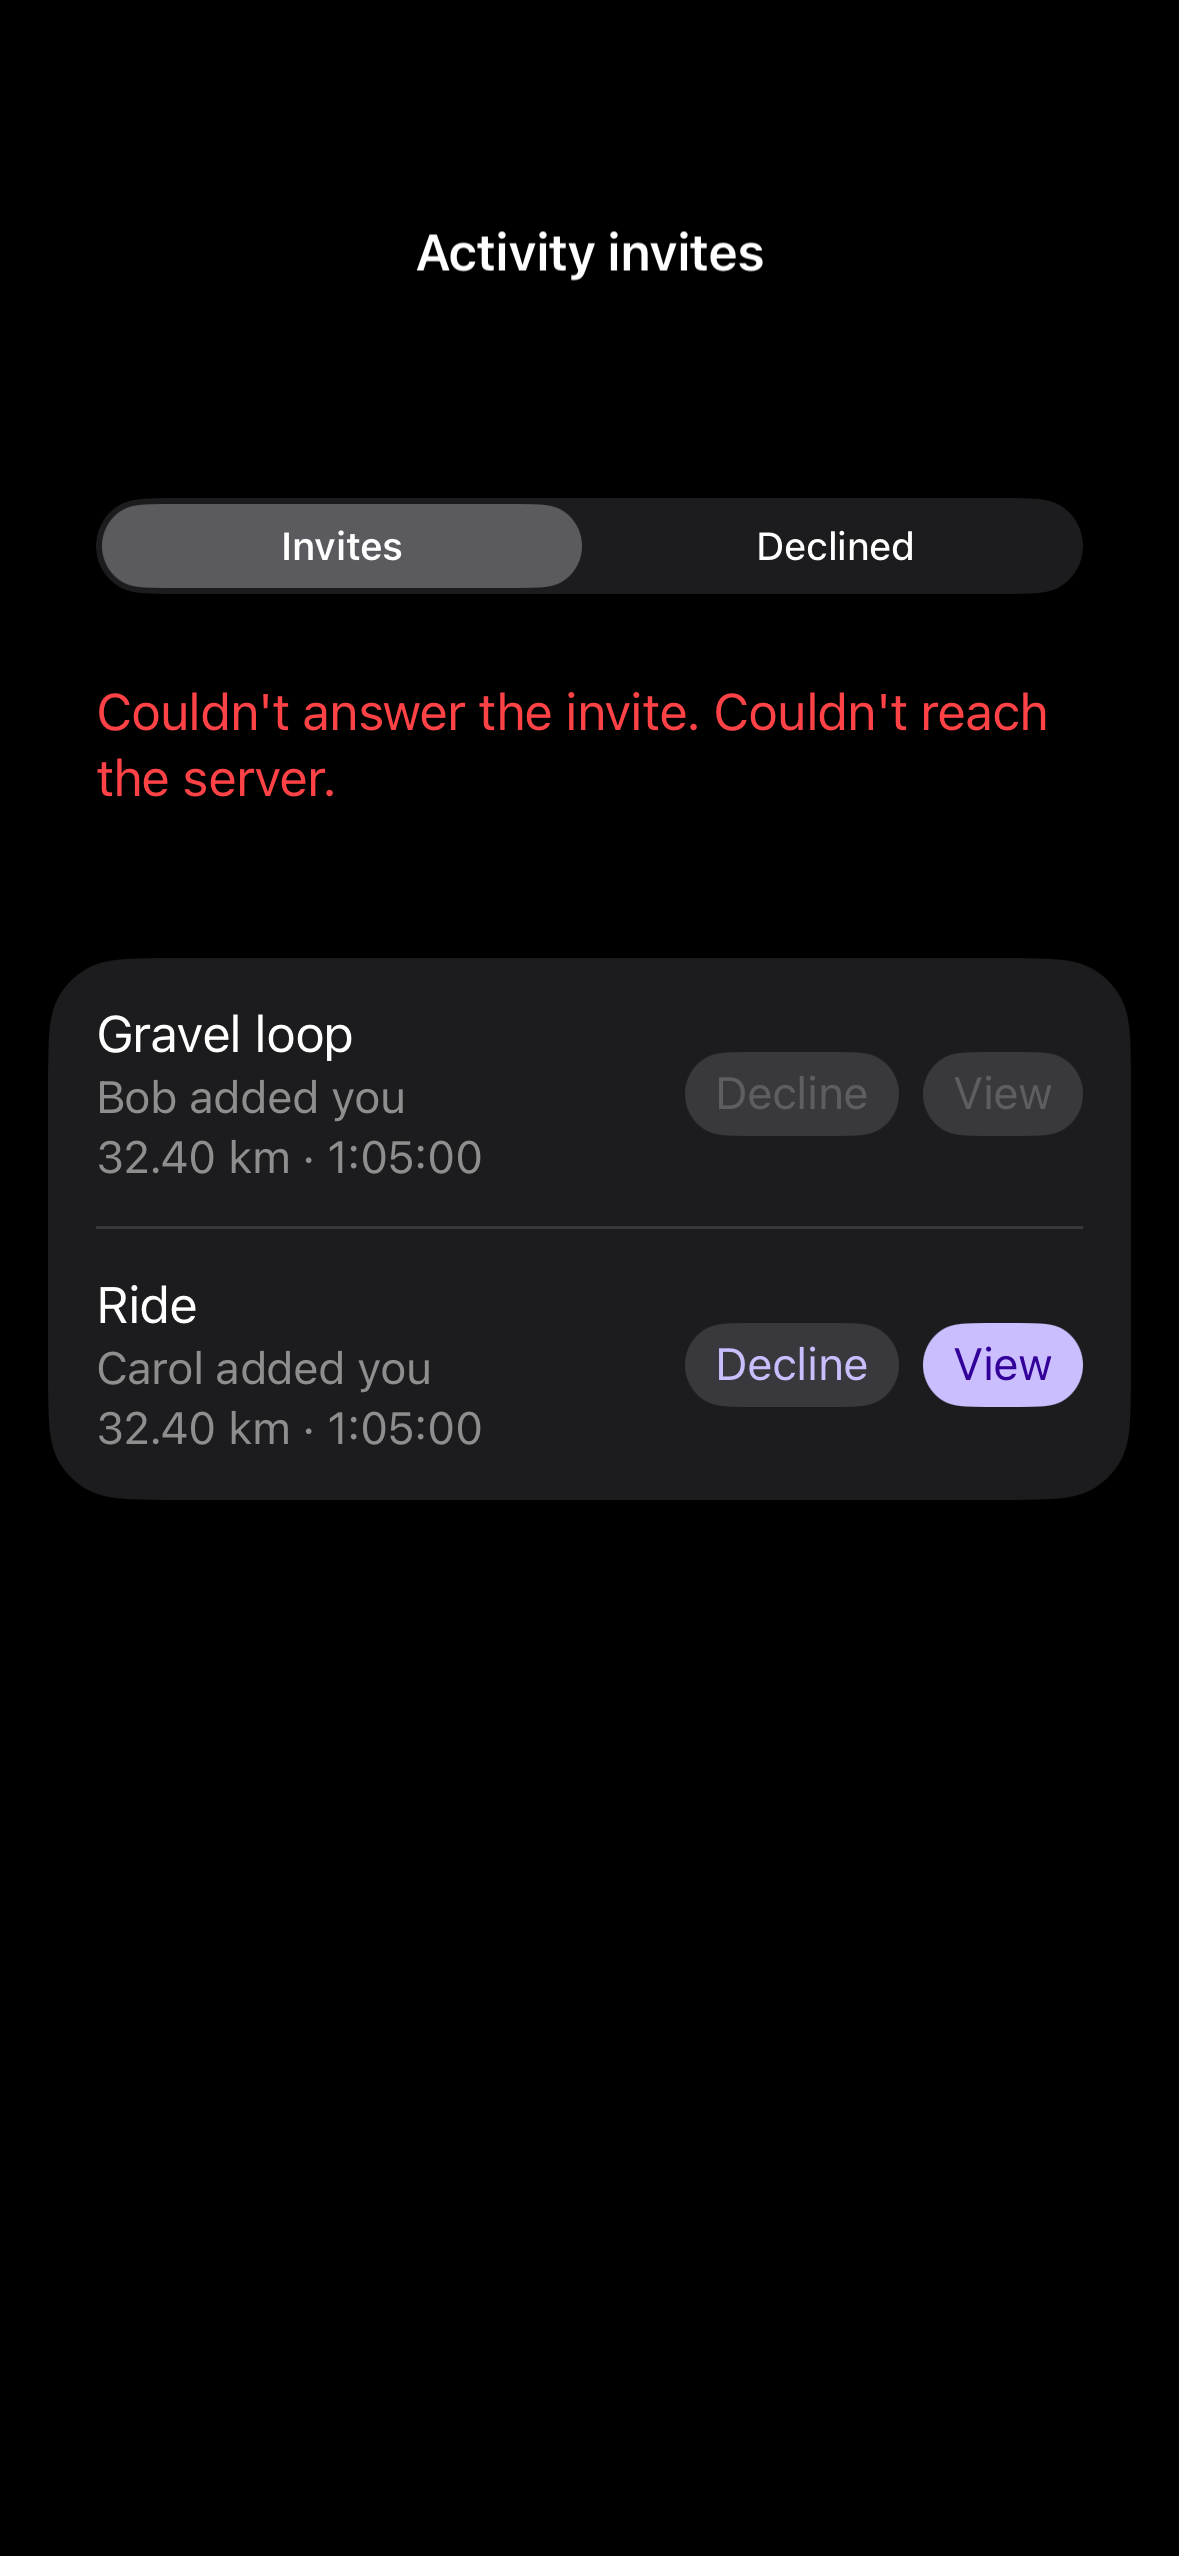 Activity invites
Invites
Declined
Couldn't answer the invite. Couldn't reach
the server.
Gravel loop
Bob added you
32.40 km · 1:05:00
Decline
View
Ride
Carol added you
32.40 km · 1:05:00
Decline
View